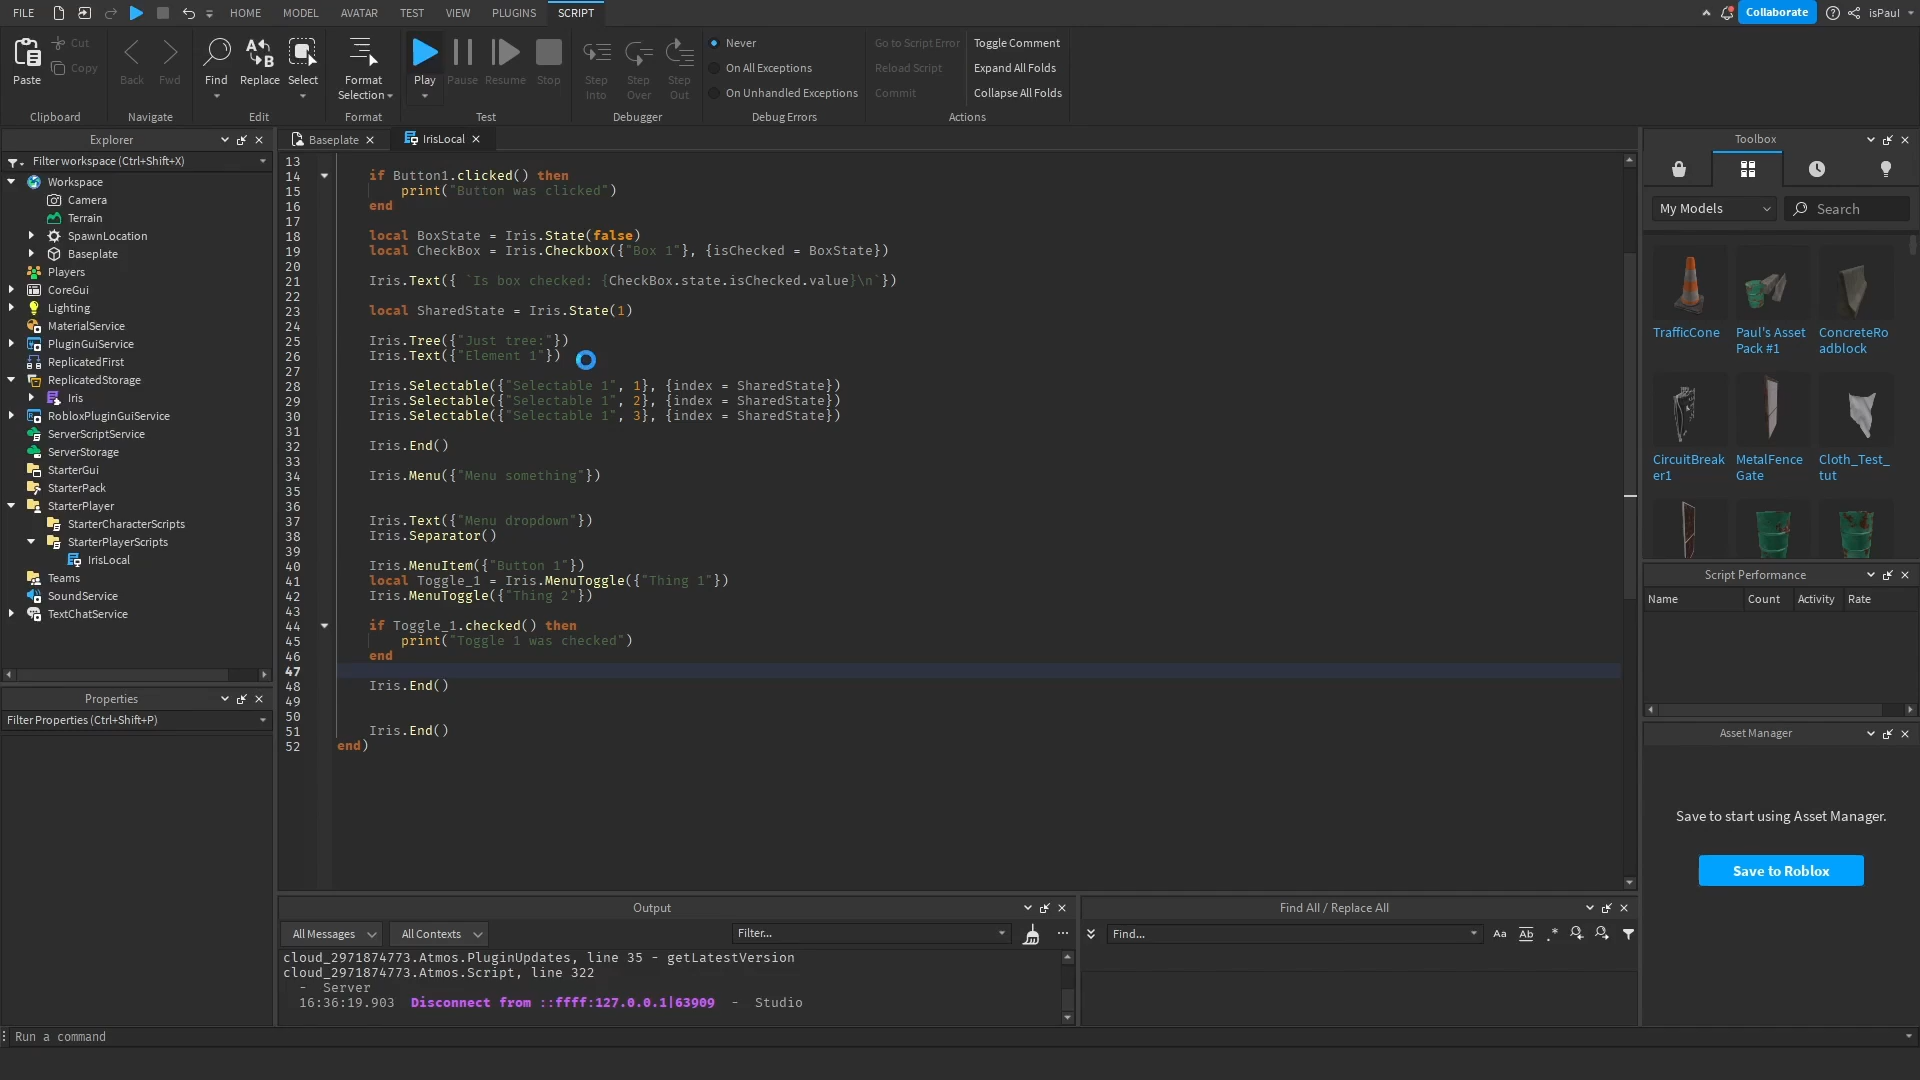 FILE HOME MODEL AVATAR TEST VIEW PLUGINS SCRIPT Collaborate isPaul
Paste Cut Copy Back Fwd Find Replace Select Format Selection Play Pause Resume Stop Step Into Step Over Step Out
Never
On All Exceptions
On Unhandled Exceptions
Go to Script Error
Reload Script
Commit
Toggle Comment
Expand All Folds
Collapse All Folds
Clipboard Navigate Edit Format Test Debugger Debug Errors Actions
Explorer
Filter workspace (Ctrl+Shift+X)
Workspace
Camera
Terrain
SpawnLocation
Baseplate
Players
CoreGui
Lighting
MaterialService
PluginGuiService
ReplicatedFirst
ReplicatedStorage
Iris
RobloxPluginGuiService
ServerScriptService
ServerStorage
StarterGui
StarterPack
StarterPlayer
StarterCharacterScripts
StarterPlayerScripts
IrisLocal
Teams
SoundService
TextChatService
Properties
Filter Properties (Ctrl+Shift+P)
Baseplate IrisLocal
13
14 if Button1.clicked() then
15 print("Button was clicked")
16 end
17
18 local BoxState = Iris.State(false)
19 local CheckBox = Iris.Checkbox({"Box 1"}, {isChecked = BoxState})
20
21 Iris.Text({ `Is box checked: {CheckBox.state.isChecked.value}\n`})
22
23 local SharedState = Iris.State(1)
24
25 Iris.Tree({"Just tree:"})
26 Iris.Text({"Element 1"})
27
28 Iris.Selectable({"Selectable 1", 1}, {index = SharedState})
29 Iris.Selectable({"Selectable 1", 2}, {index = SharedState})
30 Iris.Selectable({"Selectable 1", 3}, {index = SharedState})
31
32 Iris.End()
33
34 Iris.Menu({"Menu something"})
35
36
37 Iris.Text({"Menu dropdown"})
38 Iris.Separator()
39
40 Iris.MenuItem({"Button 1"})
41 local Toggle_1 = Iris.MenuToggle({"Thing 1"})
42 Iris.MenuToggle({"Thing 2"})
43
44 if Toggle_1.checked() then
45 print("Toggle 1 was checked")
46 end
47
48 Iris.End()
49
50
51 Iris.End()
52 end)
Output
All Messages All Contexts Filter...
cloud_2971874773.Atmos.PluginUpdates, line 35 - getLatestVersion
cloud_2971874773.Atmos.Script, line 322
- Server
16:36:19.903 Disconnect from ::ffff:127.0.0.1|63909 - Studio
Find All / Replace All
Find... Aa Ab .*
Toolbox
My Models Search
TrafficCone
Paul's Asset Pack #1
ConcreteRo
adblock
CircuitBreak
er1
MetalFence
Gate
Cloth_Test_
tut
Script Performance
Name Count Activity Rate
Asset Manager
Save to start using Asset Manager.
Save to Roblox
Run a command